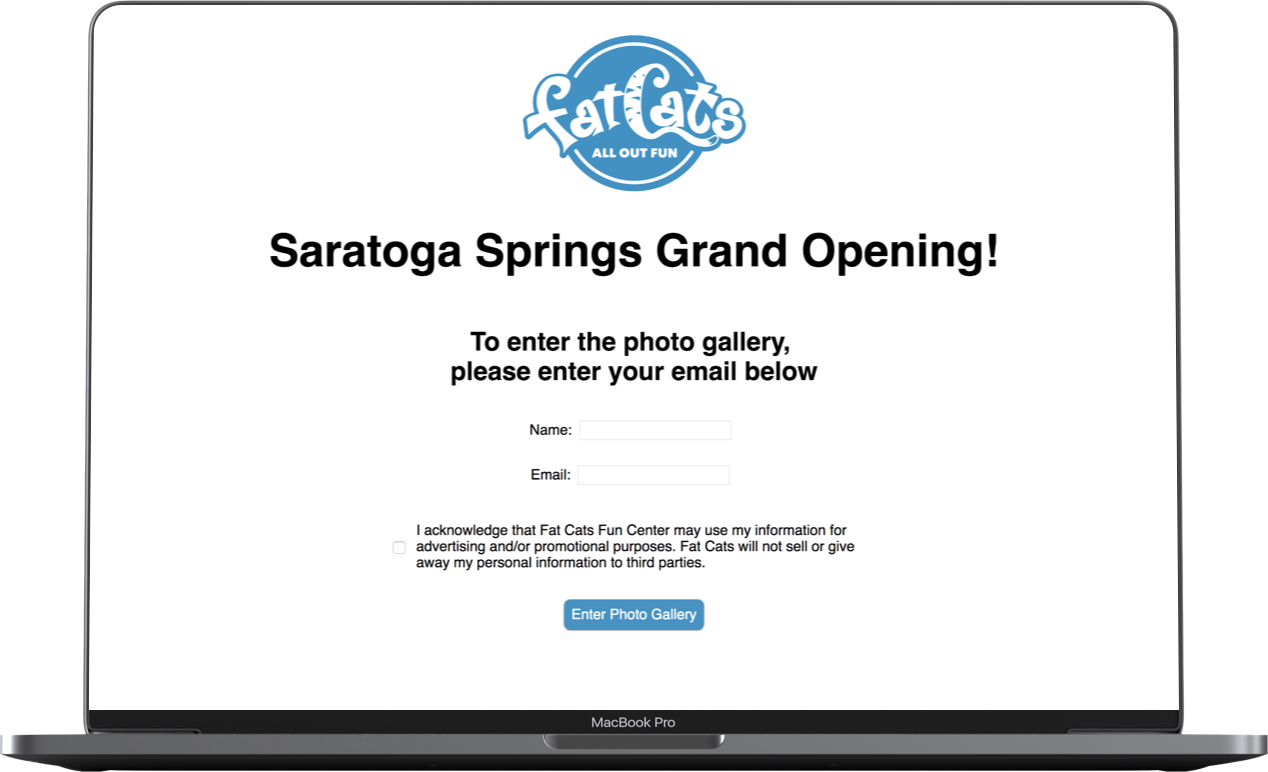 FatCats
ALL OUT FUN
Saratoga Springs Grand Opening!
To enter the photo gallery,
please enter your email below
Name:
Email:
I acknowledge that Fat Cats Fun Center may use my information for
advertising and/or promotional purposes. Fat Cats will not sell or give
away my personal information to third parties.
Enter Photo Gallery
MacBook Pro